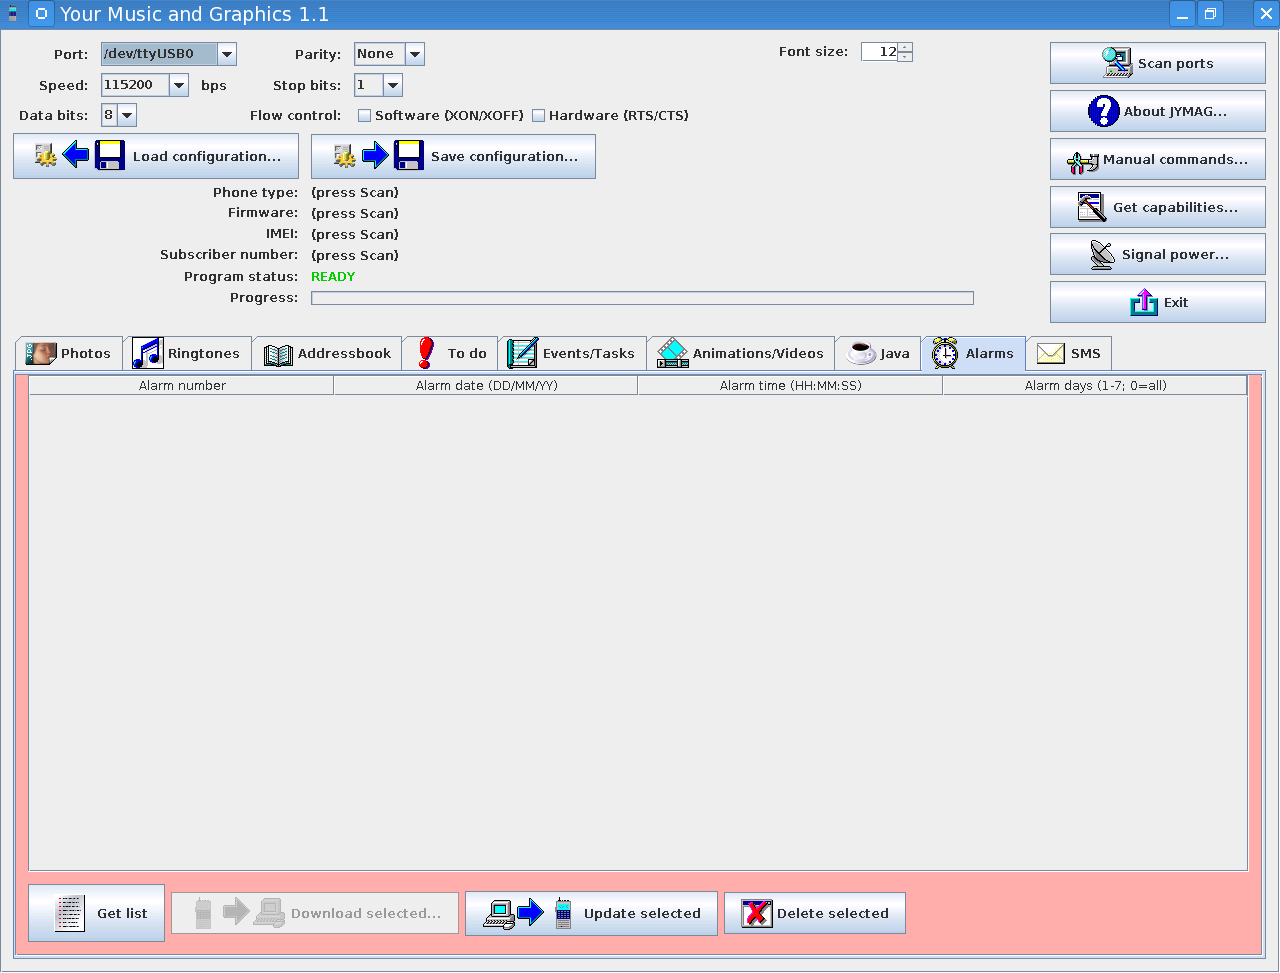 Your Music and Graphics 1.1
Port: /dev/ttyUSB0 Parity: None Font size: 12
Speed: 115200 bps Stop bits: 1
Data bits: 8 Flow control: Software (XON/XOFF) Hardware (RTS/CTS)
Load configuration... Save configuration...
Phone type: (press Scan)
Firmware: (press Scan)
IMEI: (press Scan)
Subscriber number: (press Scan)
Program status: READY
Progress:
Scan ports
About JYMAG...
Manual commands...
Get capabilities...
Signal power...
Exit
Photos Ringtones Addressbook To do Events/Tasks Animations/Videos Java Alarms SMS
Alarm number Alarm date (DD/MM/YY) Alarm time (HH:MM:SS) Alarm days (1-7; 0=all)
Get list Download selected... Update selected Delete selected